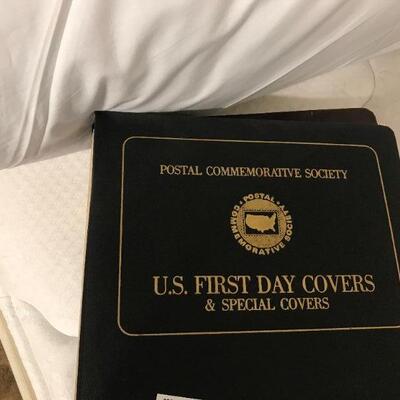 POSTAL COMMEMORATIVE SOCIETY
• POSTAL •
COMMEMORATIVE SOCIETY
U.S. FIRST DAY COVERS
& SPECIAL COVERS